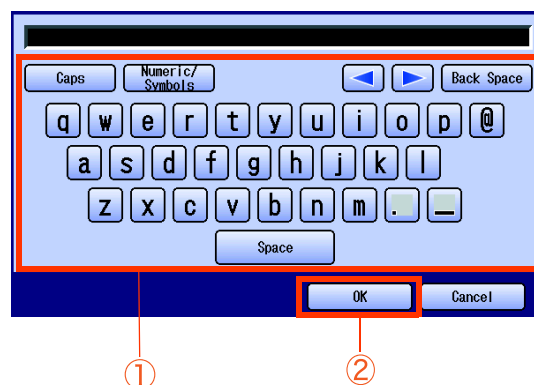 Caps Numeric/ Symbols ◀ ▶ Back Space
q w e r t y u i o p @
a s d f g h j k l
z x c v b n m . _
Space
OK Cancel
① ②